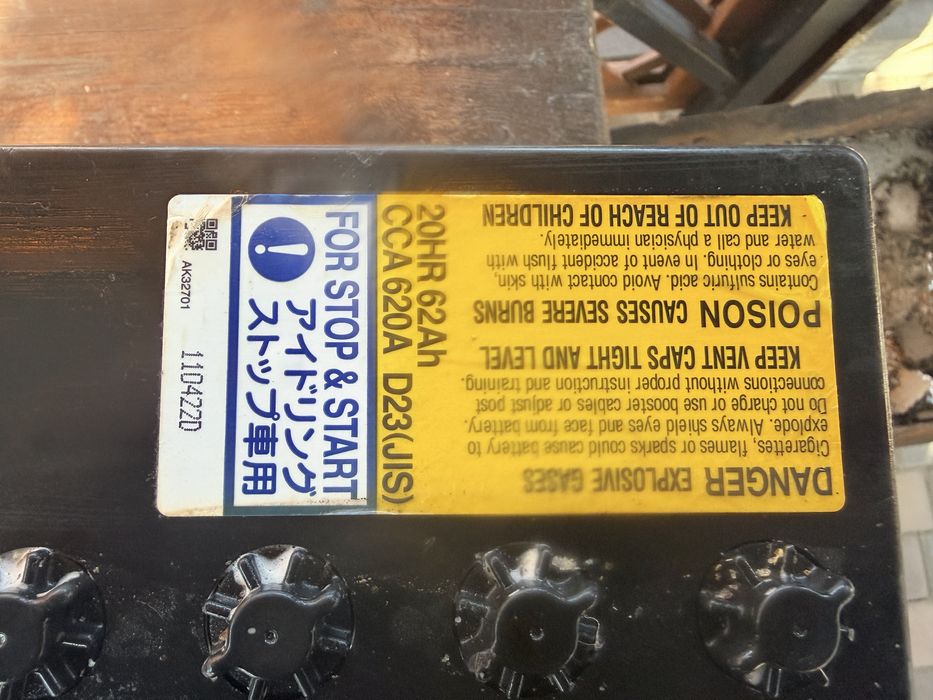 AK32701
110422D
FOR STOP & START
アイドリング
ストップ車用
20HR 62Ah
CCA 620A D23(JIS)
DANGER EXPLOSIVE GASES
Cigarettes, flames, or sparks could cause battery to
explode. Always shield eyes and face from battery.
Do not charge or use booster cables or adjust post
connections without proper instruction and training.
KEEP VENT CAPS TIGHT AND LEVEL
POISON CAUSES SEVERE BURNS
Contains sulfuric acid. Avoid contact with skin,
eyes or clothing. In event of accident flush with
water and call a physician immediately.
KEEP OUT OF REACH OF CHILDREN